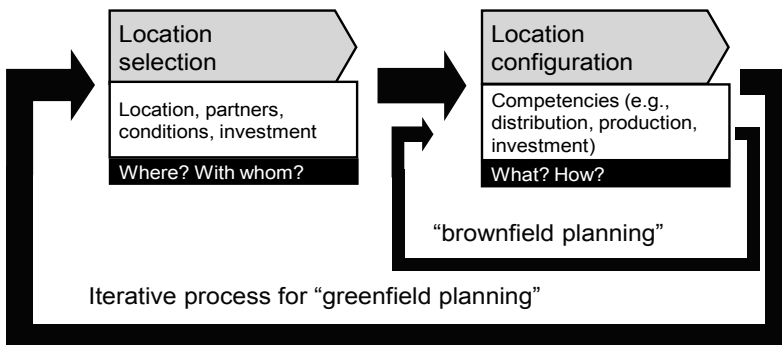 Location
selection
Location, partners,
conditions, investment
Where? With whom?
Location
configuration
Competencies (e.g.,
distribution, production,
investment)
What? How?
“brownfield planning”
Iterative process for “greenfield planning”